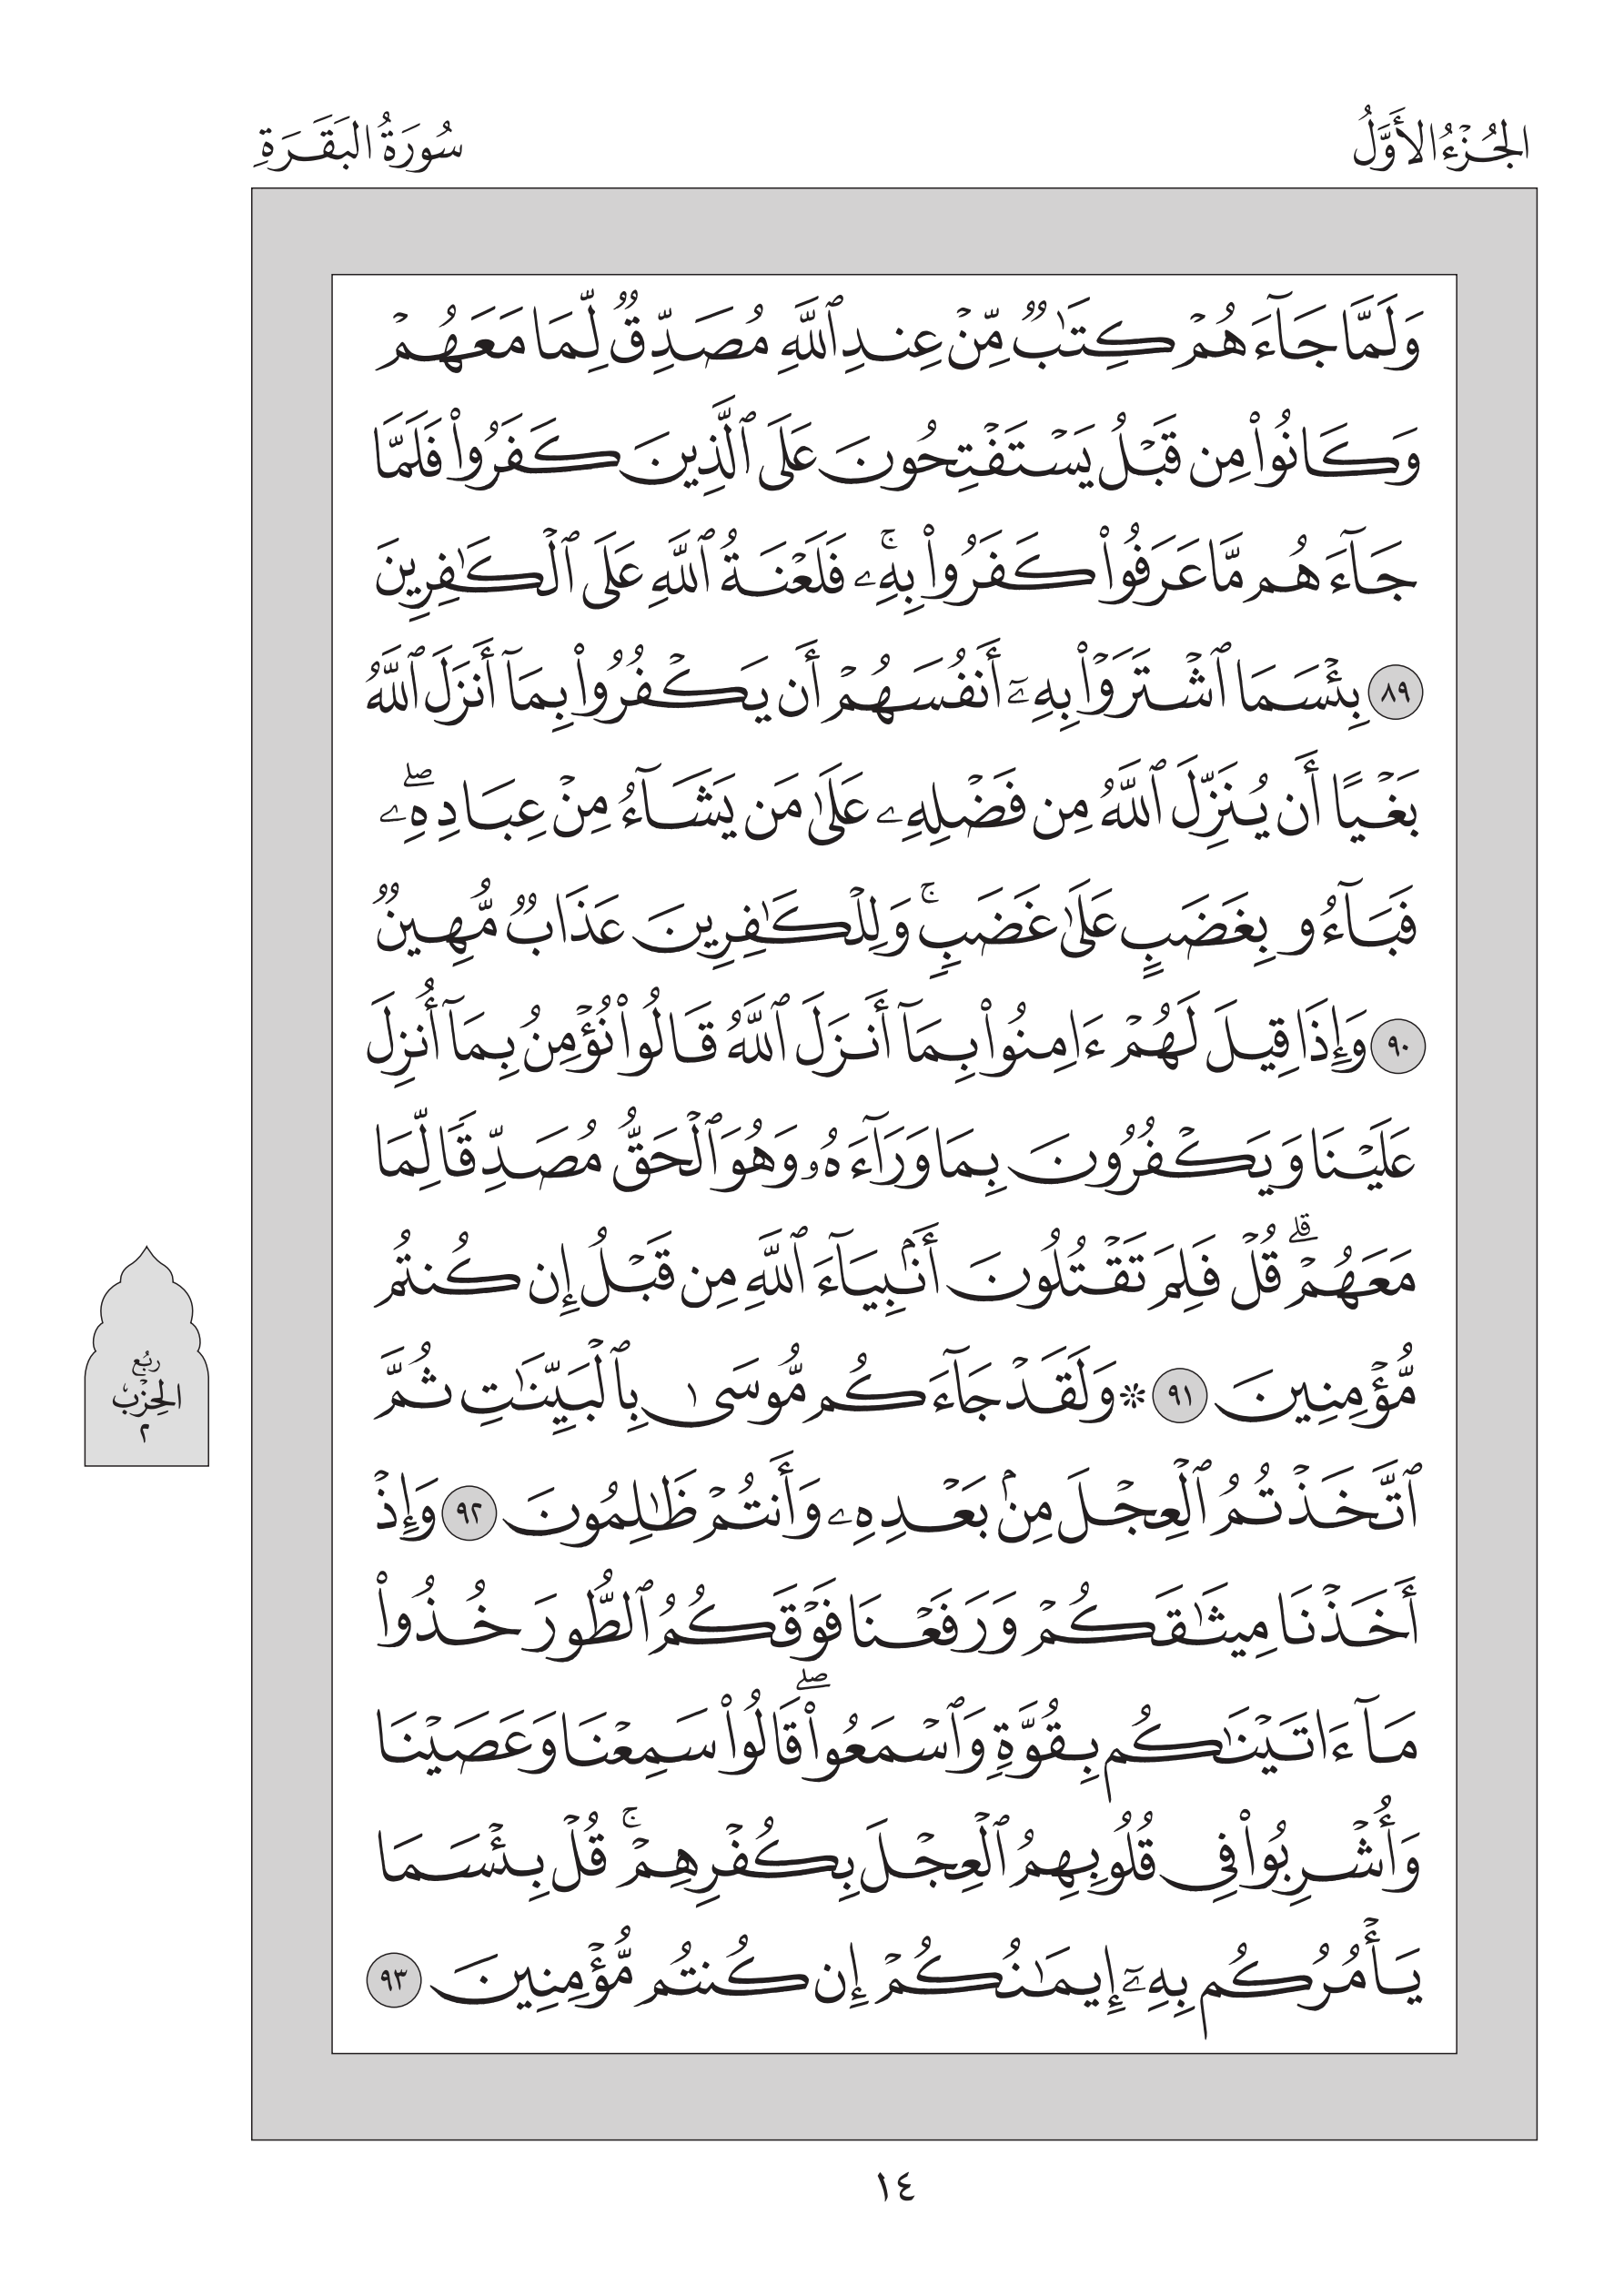 الجُزْءُ الأَوَّلُ
سُورَةُ البَقَرَةِ
وَلَمَّا جَآءَهُمۡ كِتَٰبٞ مِّنۡ عِندِ ٱللَّهِ مُصَدِّقٞ لِّمَا مَعَهُمۡ
وَكَانُواْ مِن قَبۡلُ يَسۡتَفۡتِحُونَ عَلَى ٱلَّذِينَ كَفَرُواْ فَلَمَّا
جَآءَهُم مَّا عَرَفُواْ كَفَرُواْ بِهِۦۚ فَلَعۡنَةُ ٱللَّهِ عَلَى ٱلۡكَٰفِرِينَ
٨٩ بِئۡسَمَا ٱشۡتَرَوۡاْ بِهِۦٓ أَنفُسَهُمۡ أَن يَكۡفُرُواْ بِمَآ أَنزَلَ ٱللَّهُ
بَغۡيًا أَن يُنَزِّلَ ٱللَّهُ مِن فَضۡلِهِۦ عَلَىٰ مَن يَشَآءُ مِنۡ عِبَادِهِۦۖ
فَبَآءُو بِغَضَبٍ عَلَىٰ غَضَبٖۚ وَلِلۡكَٰفِرِينَ عَذَابٞ مُّهِينٞ
٩٠ وَإِذَا قِيلَ لَهُمۡ ءَامِنُواْ بِمَآ أَنزَلَ ٱللَّهُ قَالُواْ نُؤۡمِنُ بِمَآ أُنزِلَ
عَلَيۡنَا وَيَكۡفُرُونَ بِمَا وَرَآءَهُۥ وَهُوَ ٱلۡحَقُّ مُصَدِّقٗا لِّمَا
مَعَهُمۡۗ قُلۡ فَلِمَ تَقۡتُلُونَ أَنۢبِيَآءَ ٱللَّهِ مِن قَبۡلُ إِن كُنتُم
مُّؤۡمِنِينَ ٩١ ۞ وَلَقَدۡ جَآءَكُم مُّوسَىٰ بِٱلۡبَيِّنَٰتِ ثُمَّ
ٱتَّخَذۡتُمُ ٱلۡعِجۡلَ مِنۢ بَعۡدِهِۦ وَأَنتُمۡ ظَٰلِمُونَ ٩٢ وَإِذۡ
أَخَذۡنَا مِيثَٰقَكُمۡ وَرَفَعۡنَا فَوۡقَكُمُ ٱلطُّورَ خُذُواْ
مَآ ءَاتَيۡنَٰكُم بِقُوَّةٖ وَٱسۡمَعُواْۖ قَالُواْ سَمِعۡنَا وَعَصَيۡنَا
وَأُشۡرِبُواْ فِي قُلُوبِهِمُ ٱلۡعِجۡلَ بِكُفۡرِهِمۡۚ قُلۡ بِئۡسَمَا
يَأۡمُرُكُم بِهِۦٓ إِيمَٰنُكُمۡ إِن كُنتُم مُّؤۡمِنِينَ ٩٣
رُبُع
الحِزْب
٢
١٤